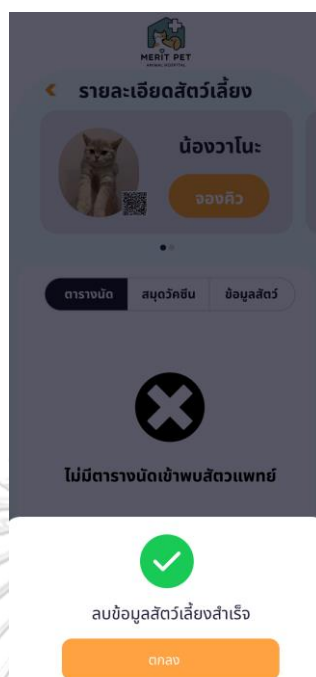 MERIT PET
ANIMAL HOSPITAL
รายละเอียดสัตว์เลี้ยง
น้องวาโนะ
จองคิว
ตารางนัด สมุดวัคซีน ข้อมูลสัตว์
ไม่มีตารางนัดเข้าพบสัตวแพทย์
ลบข้อมูลสัตว์เลี้ยงสำเร็จ
ตกลง